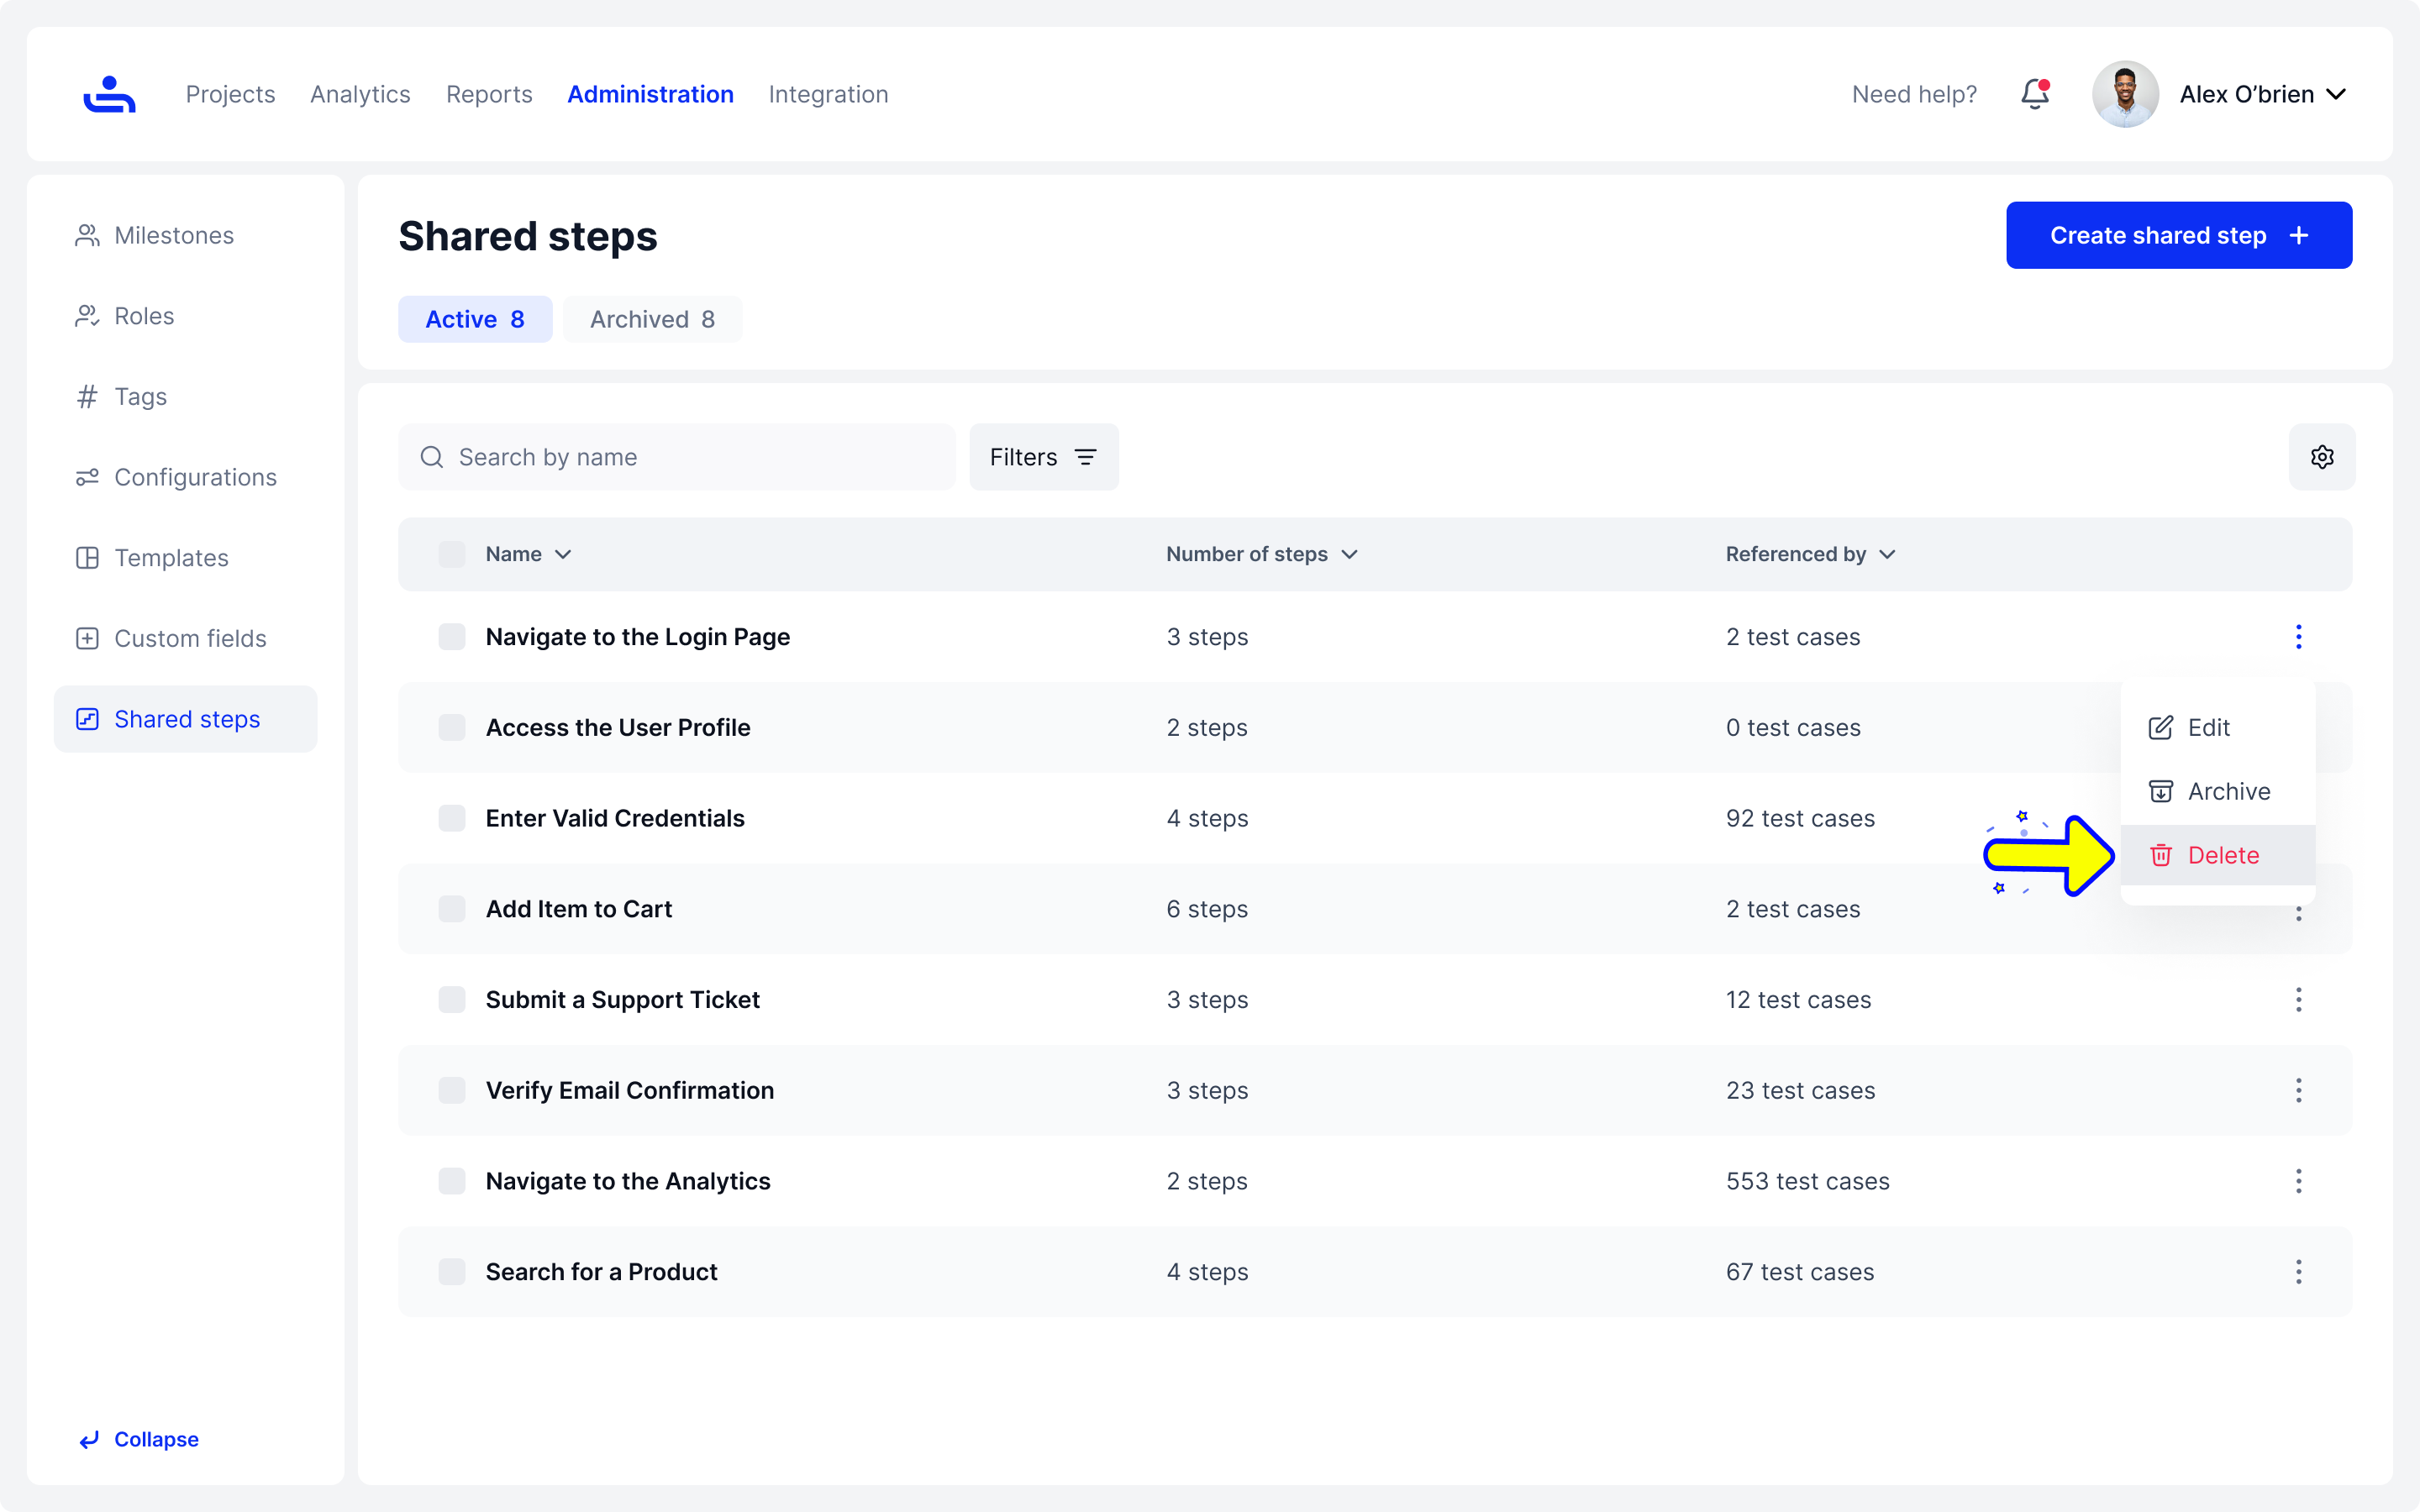 Projects Analytics Reports Administration Integration Need help? Alex O’brien
Milestones
Roles
Tags
Configurations
Templates
Custom fields
Shared steps
Collapse
Shared steps
Create shared step
Active 8 Archived 8
Search by name Filters
Name Number of steps Referenced by
Navigate to the Login Page 3 steps 2 test cases
Access the User Profile 2 steps 0 test cases
Enter Valid Credentials 4 steps 92 test cases
Add Item to Cart 6 steps 2 test cases
Submit a Support Ticket 3 steps 12 test cases
Verify Email Confirmation 3 steps 23 test cases
Navigate to the Analytics 2 steps 553 test cases
Search for a Product 4 steps 67 test cases
Edit
Archive
Delete